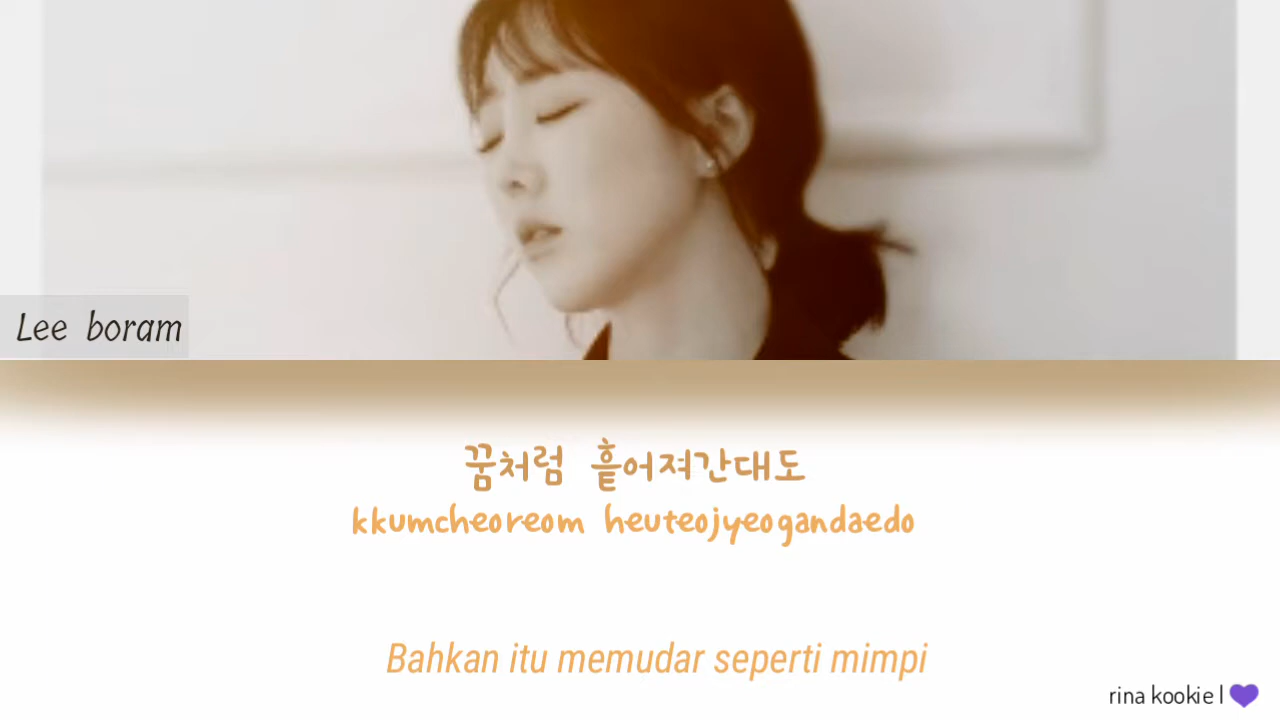 Lee boram
꿈처럼 흩어져간대도
kkumcheoreom heuteojyeogandaedo
Bahkan itu memudar seperti mimpi
rina kookie l💜